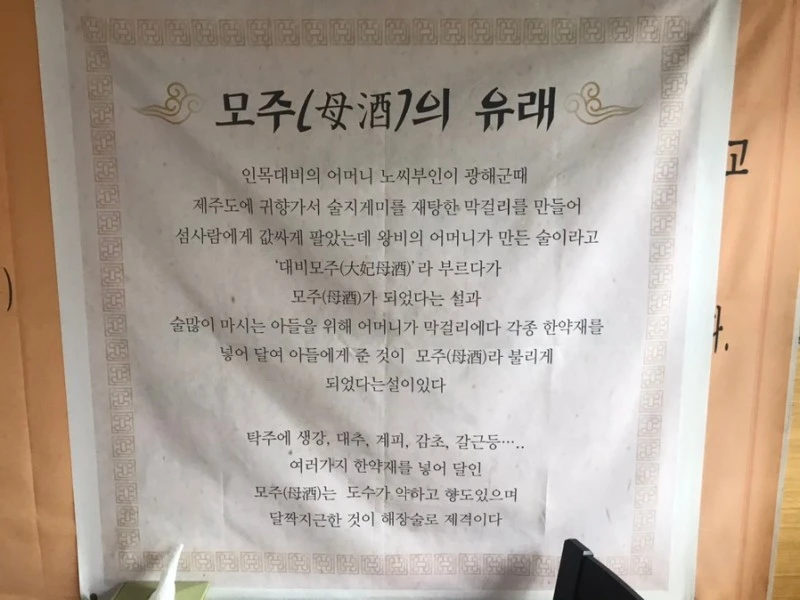 모주(母酒)의 유래
인목대비의 어머니 노씨부인이 광해군때
제주도에 귀향가서 술지게미를 재탕한 막걸리를 만들어
섬사람에게 값싸게 팔았는데 왕비의 어머니가 만든 술이라고
'대비모주(大妃母酒)'라 부르다가
모주(母酒)가 되었다는 설과
술많이 마시는 아들을 위해 어머니가 막걸리에다 각종 한약재를
넣어 달여 아들에게 준 것이 모주(母酒)라 불리게
되었다는설이있다
탁주에 생강, 대추, 계피, 감초, 갈근등…..
여러가지 한약재를 넣어 달인
모주(母酒)는 도수가 약하고 향도있으며
달짝지근한 것이 해장술로 제격이다
고
)